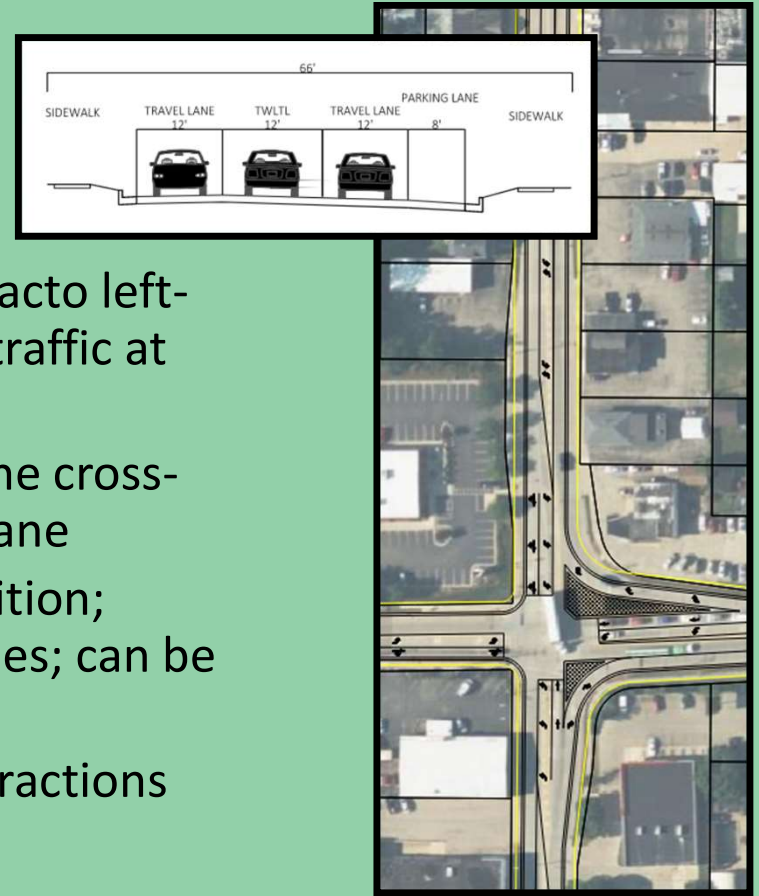 66'
SIDEWALK
TRAVEL LANE
12'
TWLTL
12'
TRAVEL LANE
12'
PARKING LANE
8'
SIDEWALK
acto left-
traffic at
ne cross-
ane
ition;
es; can be
ractions